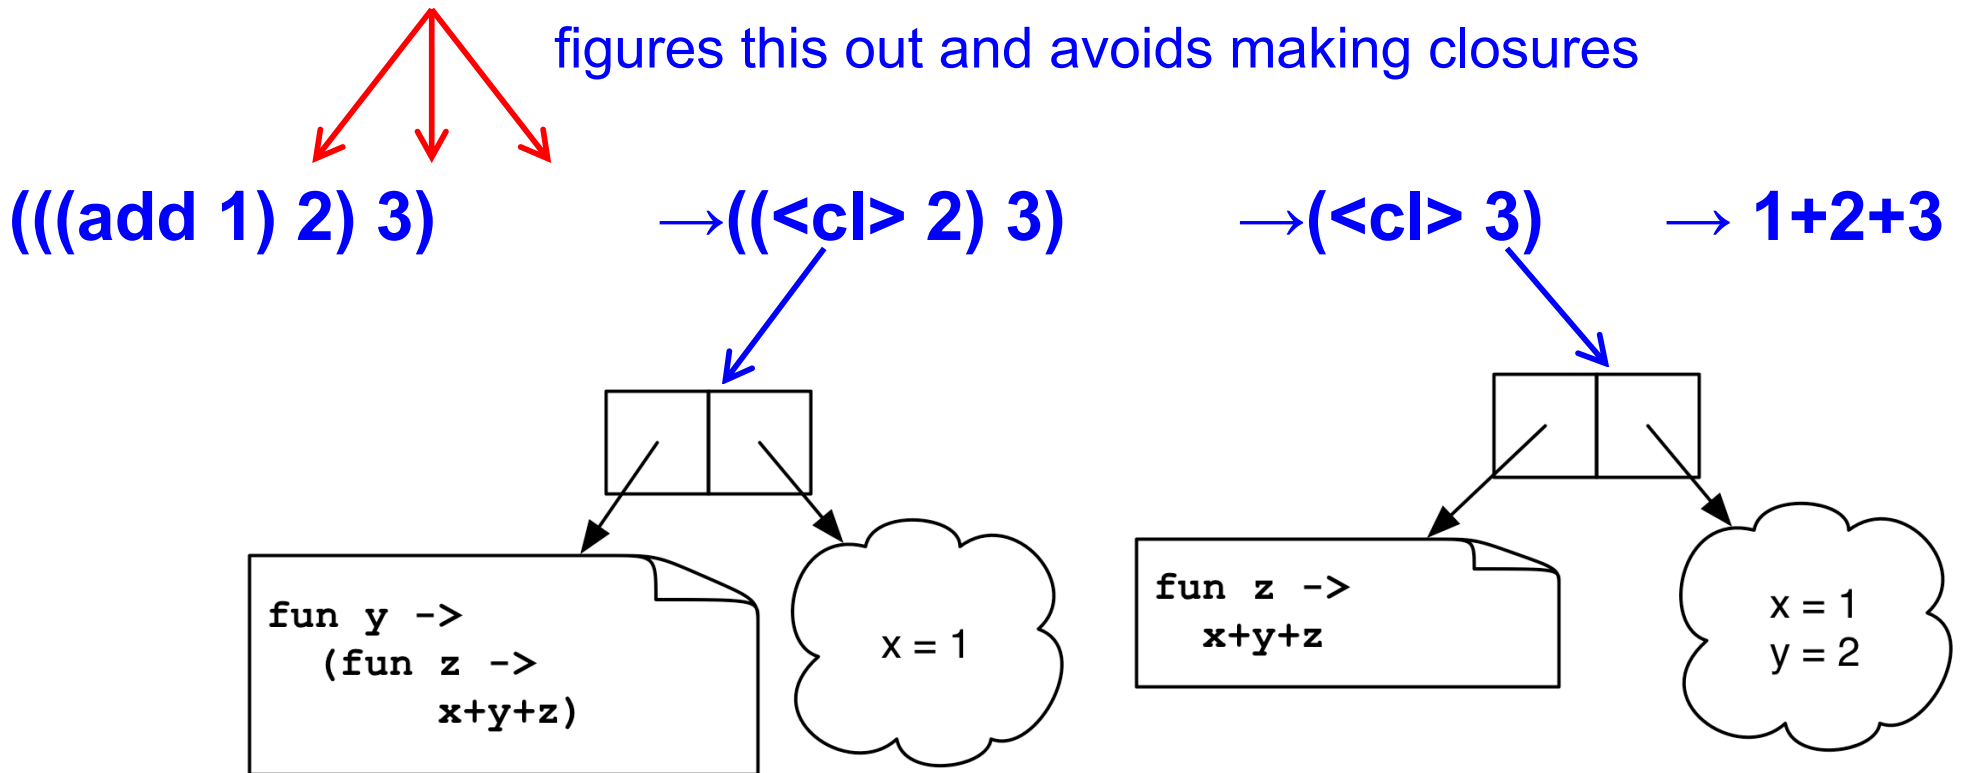 figures this out and avoids making closures
(((add 1) 2) 3) →((<cl> 2) 3) →(<cl> 3) → 1+2+3
fun y ->
(fun z ->
x+y+z)
x = 1
fun z ->
x+y+z
x = 1
y = 2